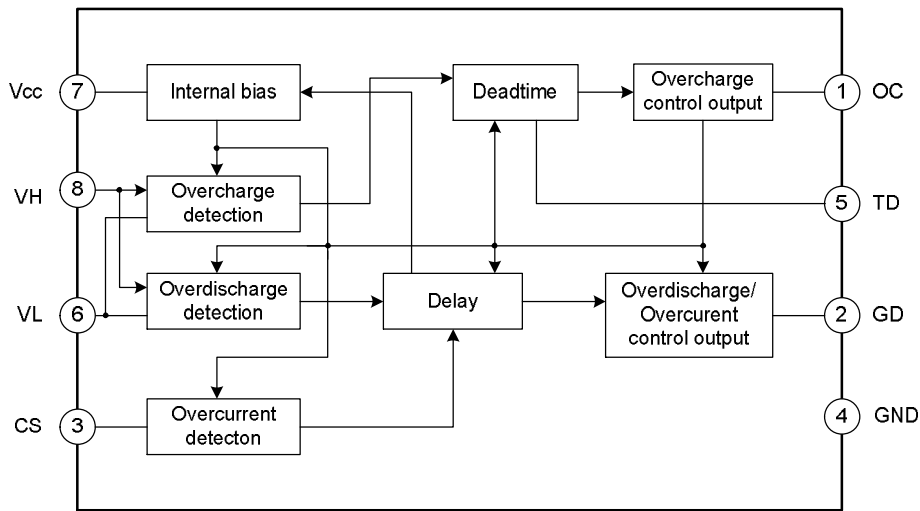 Vcc
7
Internal bias
Deadtime
Overcharge
control output
1
OC
VH
8
Overcharge
detection
5
TD
VL
6
Overdischarge
detection
Delay
Overdischarge/
Overcurent
control output
2
GD
CS
3
Overcurrent
detecton
4
GND